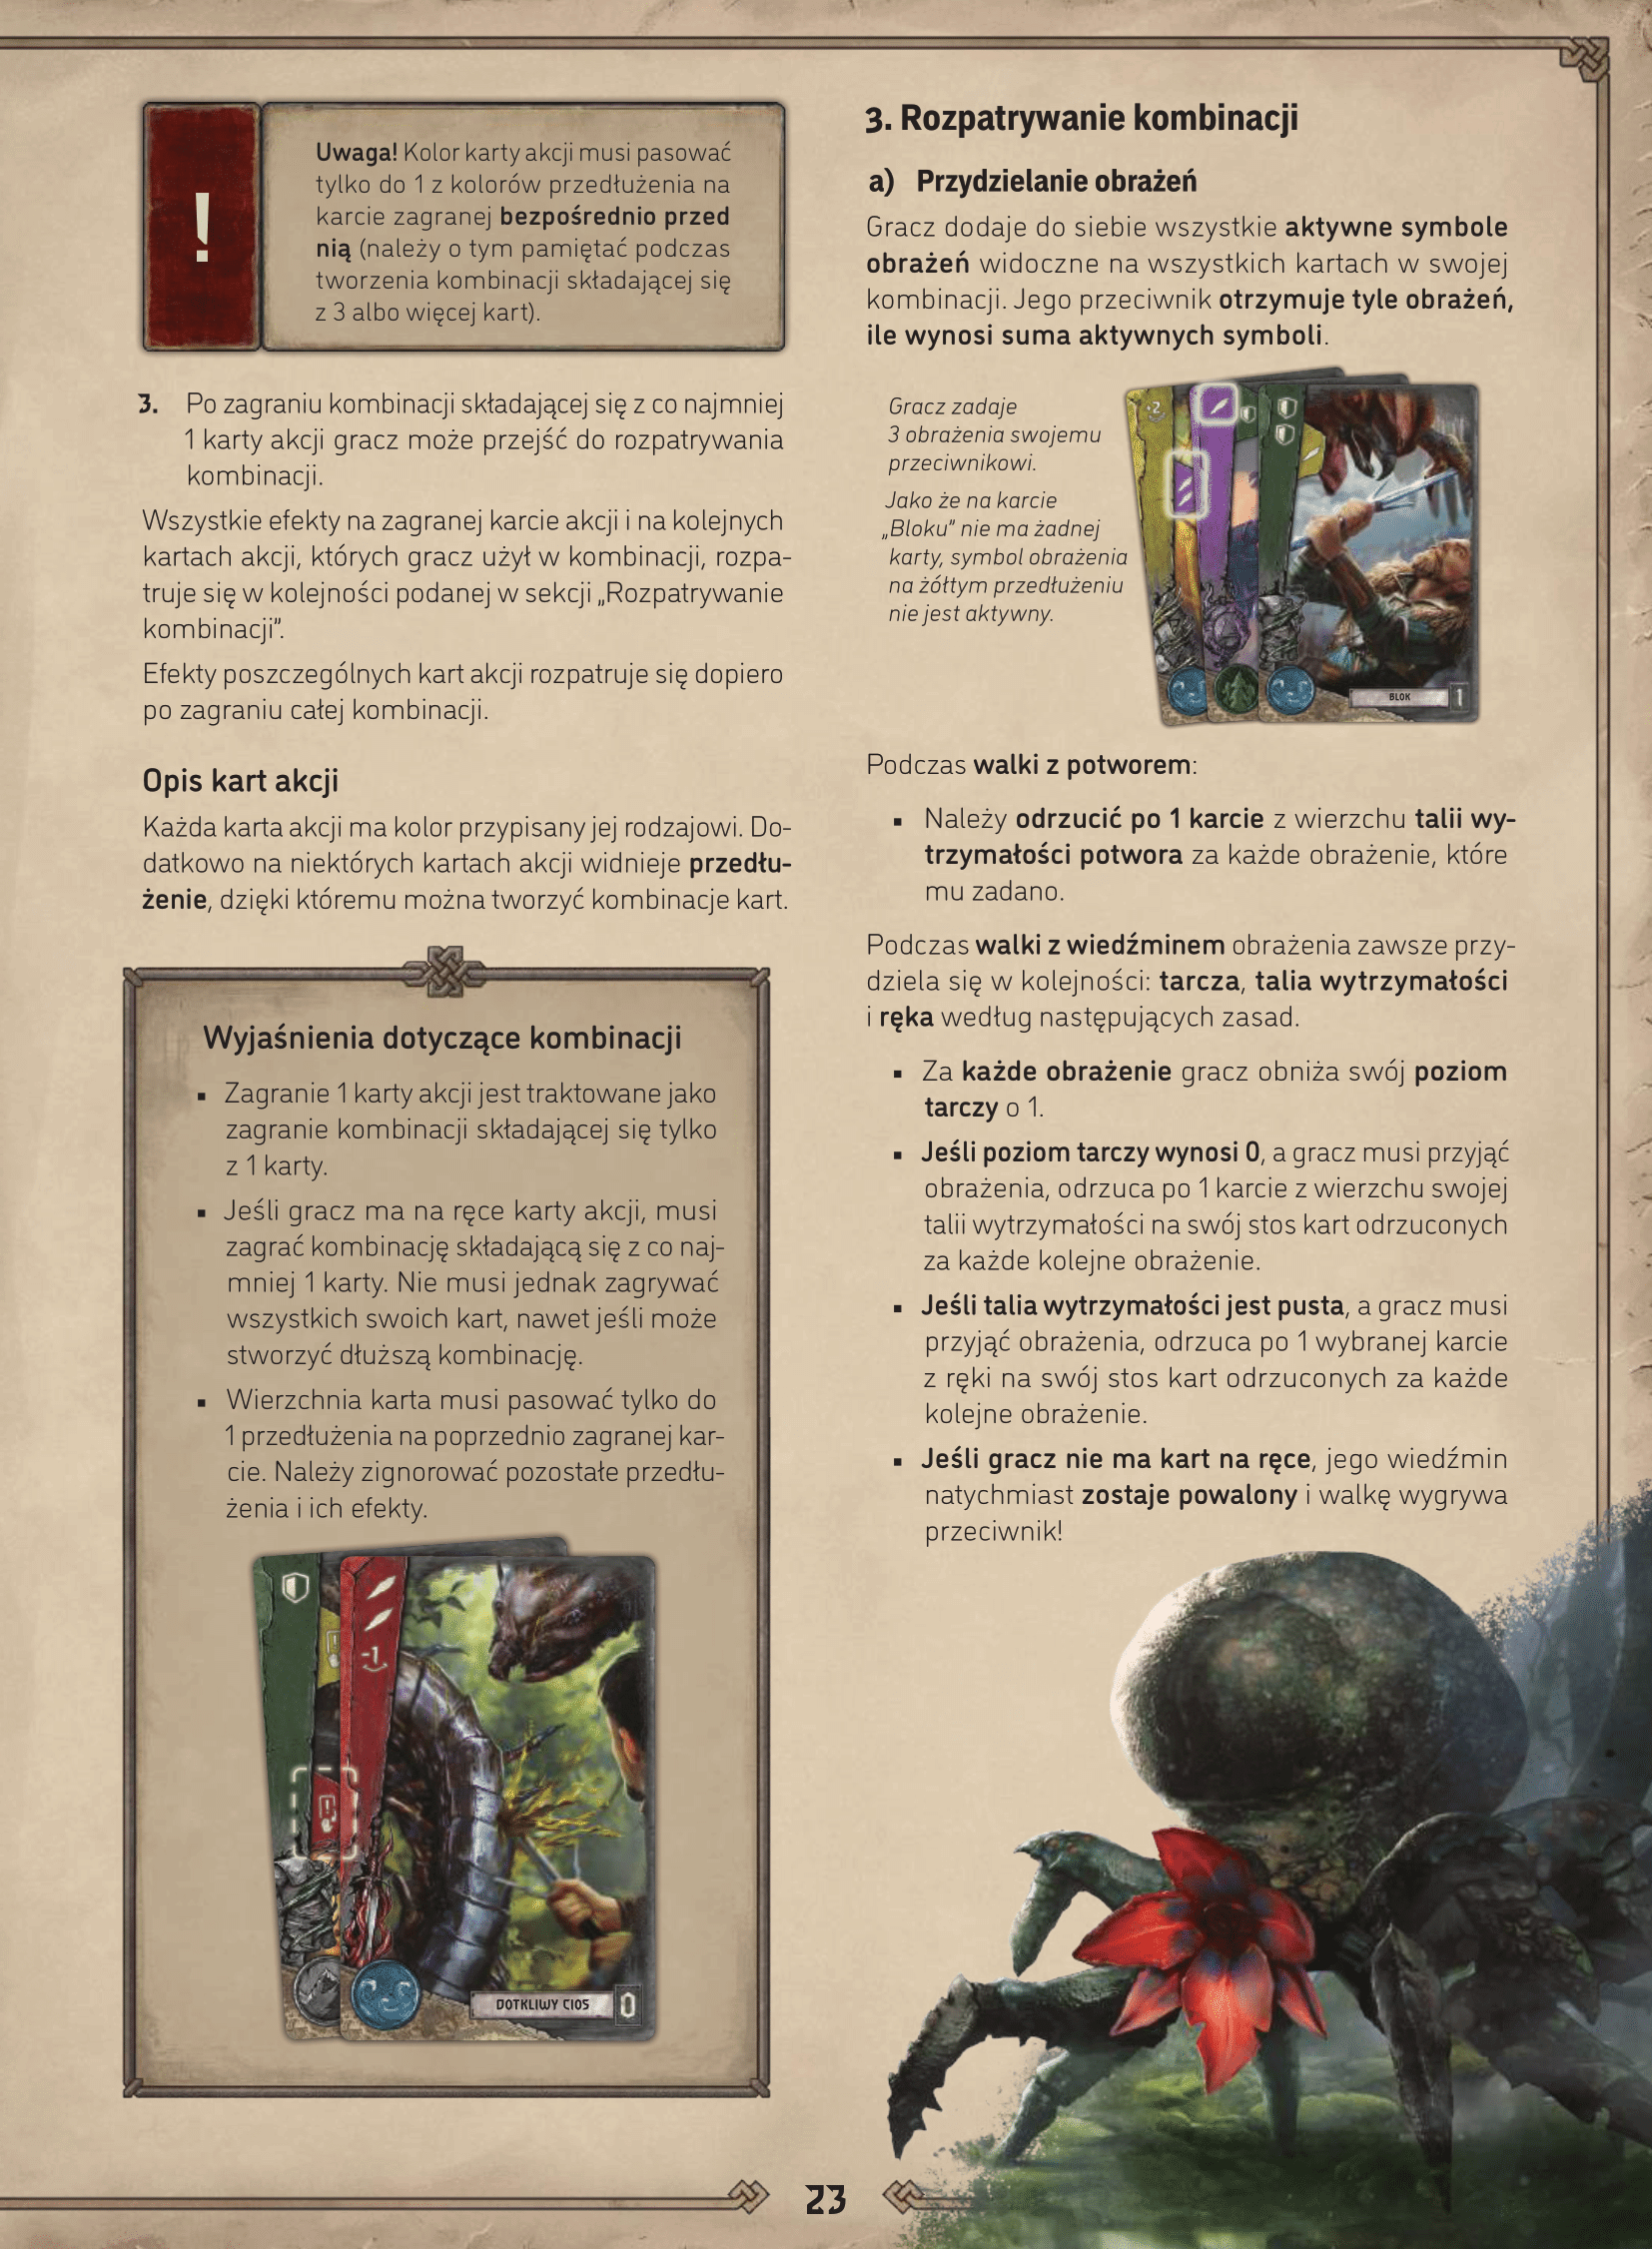 !
Uwaga! Kolor karty akcji musi pasować
tylko do 1 z kolorów przedłużenia na
karcie zagranej bezpośrednio przed
nią (należy o tym pamiętać podczas
tworzenia kombinacji składającej się
z 3 albo więcej kart).
3. Po zagraniu kombinacji składającej się z co najmniej
1 karty akcji gracz może przejść do rozpatrywania
kombinacji.
Wszystkie efekty na zagranej karcie akcji i na kolejnych
kartach akcji, których gracz użył w kombinacji, rozpa-
truje się w kolejności podanej w sekcji „Rozpatrywanie
kombinacji”.
Efekty poszczególnych kart akcji rozpatruje się dopiero
po zagraniu całej kombinacji.
Opis kart akcji
Każda karta akcji ma kolor przypisany jej rodzajowi. Do-
datkowo na niektórych kartach akcji widnieje przedłu-
żenie, dzięki któremu można tworzyć kombinacje kart.
Wyjaśnienia dotyczące kombinacji
▪ Zagranie 1 karty akcji jest traktowane jako
zagranie kombinacji składającej się tylko
z 1 karty.
▪ Jeśli gracz ma na ręce karty akcji, musi
zagrać kombinację składającą się z co naj-
mniej 1 karty. Nie musi jednak zagrywać
wszystkich swoich kart, nawet jeśli może
stworzyć dłuższą kombinację.
▪ Wierzchnia karta musi pasować tylko do
1 przedłużenia na poprzednio zagranej kar-
cie. Należy zignorować pozostałe przedłu-
żenia i ich efekty.
-1
DOTKLIWY CIOS 0
3. Rozpatrywanie kombinacji
a) Przydzielanie obrażeń
Gracz dodaje do siebie wszystkie aktywne symbole
obrażeń widoczne na wszystkich kartach w swojej
kombinacji. Jego przeciwnik otrzymuje tyle obrażeń,
ile wynosi suma aktywnych symboli.
Gracz zadaje
3 obrażenia swojemu
przeciwnikowi.
Jako że na karcie
„Bloku” nie ma żadnej
karty, symbol obrażenia
na żółtym przedłużeniu
nie jest aktywny.
+2
BLOK 1
Podczas walki z potworem:
▪ Należy odrzucić po 1 karcie z wierzchu talii wy-
trzymałości potwora za każde obrażenie, które
mu zadano.
Podczas walki z wiedźminem obrażenia zawsze przy-
dziela się w kolejności: tarcza, talia wytrzymałości
i ręka według następujących zasad.
▪ Za każde obrażenie gracz obniża swój poziom
tarczy o 1.
▪ Jeśli poziom tarczy wynosi 0, a gracz musi przyjąć
obrażenia, odrzuca po 1 karcie z wierzchu swojej
talii wytrzymałości na swój stos kart odrzuconych
za każde kolejne obrażenie.
▪ Jeśli talia wytrzymałości jest pusta, a gracz musi
przyjąć obrażenia, odrzuca po 1 wybranej karcie
z ręki na swój stos kart odrzuconych za każde
kolejne obrażenie.
▪ Jeśli gracz nie ma kart na ręce, jego wiedźmin
natychmiast zostaje powalony i walkę wygrywa
przeciwnik!
23